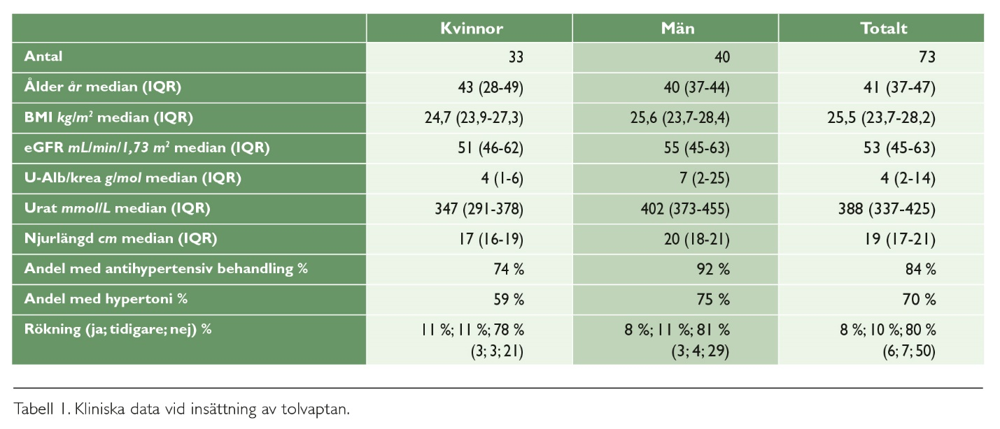 Kvinnor Män Totalt
Antal 33 40 73
Ålder år median (IQR) 43 (28-49) 40 (37-44) 41 (37-47)
BMI kg/m² median (IQR) 24,7 (23,9-27,3) 25,6 (23,7-28,4) 25,5 (23,7-28,2)
eGFR mL/min/1,73 m² median (IQR) 51 (46-62) 55 (45-63) 53 (45-63)
U-Alb/krea g/mol median (IQR) 4 (1-6) 7 (2-25) 4 (2-14)
Urat mmol/L median (IQR) 347 (291-378) 402 (373-455) 388 (337-425)
Njurlängd cm median (IQR) 17 (16-19) 20 (18-21) 19 (17-21)
Andel med antihypertensiv behandling % 74 % 92 % 84 %
Andel med hypertoni % 59 % 75 % 70 %
Rökning (ja; tidigare; nej) % 11 %; 11 %; 78 % 8 %; 11 %; 81 % 8 %; 10 %; 80 %
(3; 3; 21) (3; 4; 29) (6; 7; 50)
Tabell 1. Kliniska data vid insättning av tolvaptan.